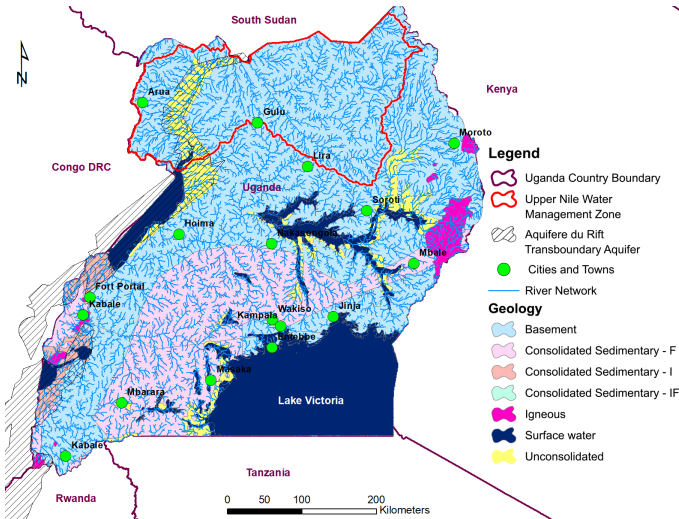 South Sudan
N
Kenya
Congo DRC
Arua
Gulu
Moroto
Lira
Uganda
Soroti
Hoima
Nakasongola
Mbale
Fort Portal
Kabale
Kampala
Wakiso
Jinja
Entebbe
Masaka
Mbarara
Lake Victoria
Kabale
Tanzania
Rwanda
Legend
Uganda Country Boundary
Upper Nile Water
Management Zone
Aquifere du Rift
Transboundary Aquifer
Cities and Towns
River Network
Geology
Basement
Consolidated Sedimentary - F
Consolidated Sedimentary - I
Consolidated Sedimentary - IF
Igneous
Surface water
Unconsolidated
0 50 100 200
Kilometers